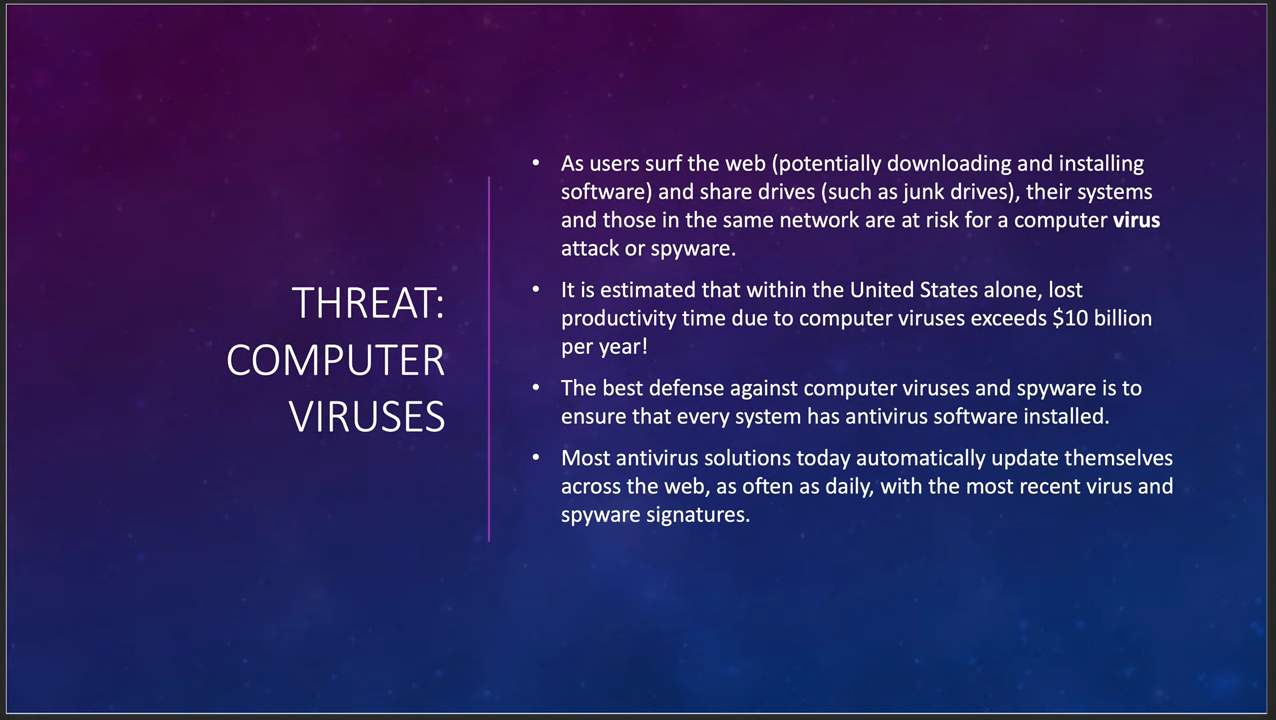 THREAT:
COMPUTER
VIRUSES
• As users surf the web (potentially downloading and installing
software) and share drives (such as junk drives), their systems
and those in the same network are at risk for a computer virus
attack or spyware.
• It is estimated that within the United States alone, lost
productivity time due to computer viruses exceeds $10 billion
per year!
• The best defense against computer viruses and spyware is to
ensure that every system has antivirus software installed.
• Most antivirus solutions today automatically update themselves
across the web, as often as daily, with the most recent virus and
spyware signatures.